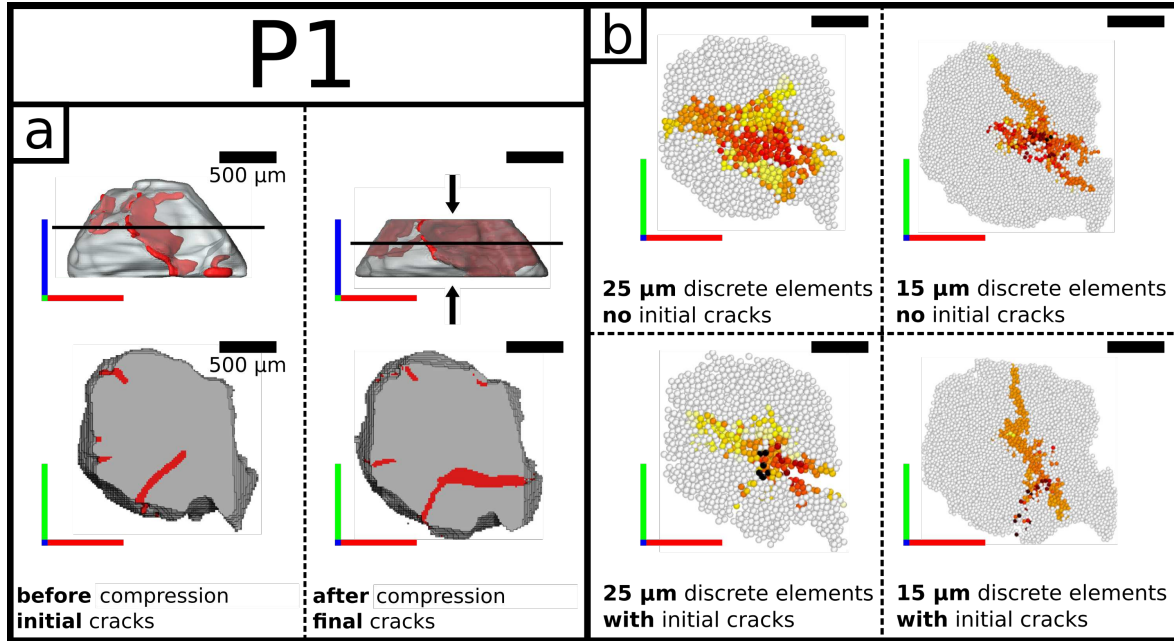 P1
a
500 µm
500 µm
before compression
initial cracks
after compression
final cracks
b
25 µm discrete elements
no initial cracks
15 µm discrete elements
no initial cracks
25 µm discrete elements
with initial cracks
15 µm discrete elements
with initial cracks